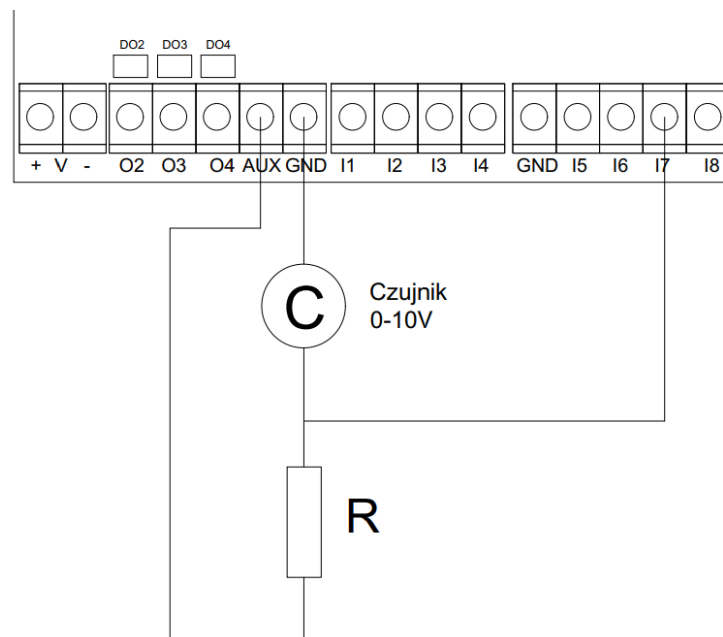 DO2 DO3 DO4
+ V - O2 O3 O4 AUX GND I1 I2 I3 I4 GND I5 I6 I7 I8
C
Czujnik
0-10V
R